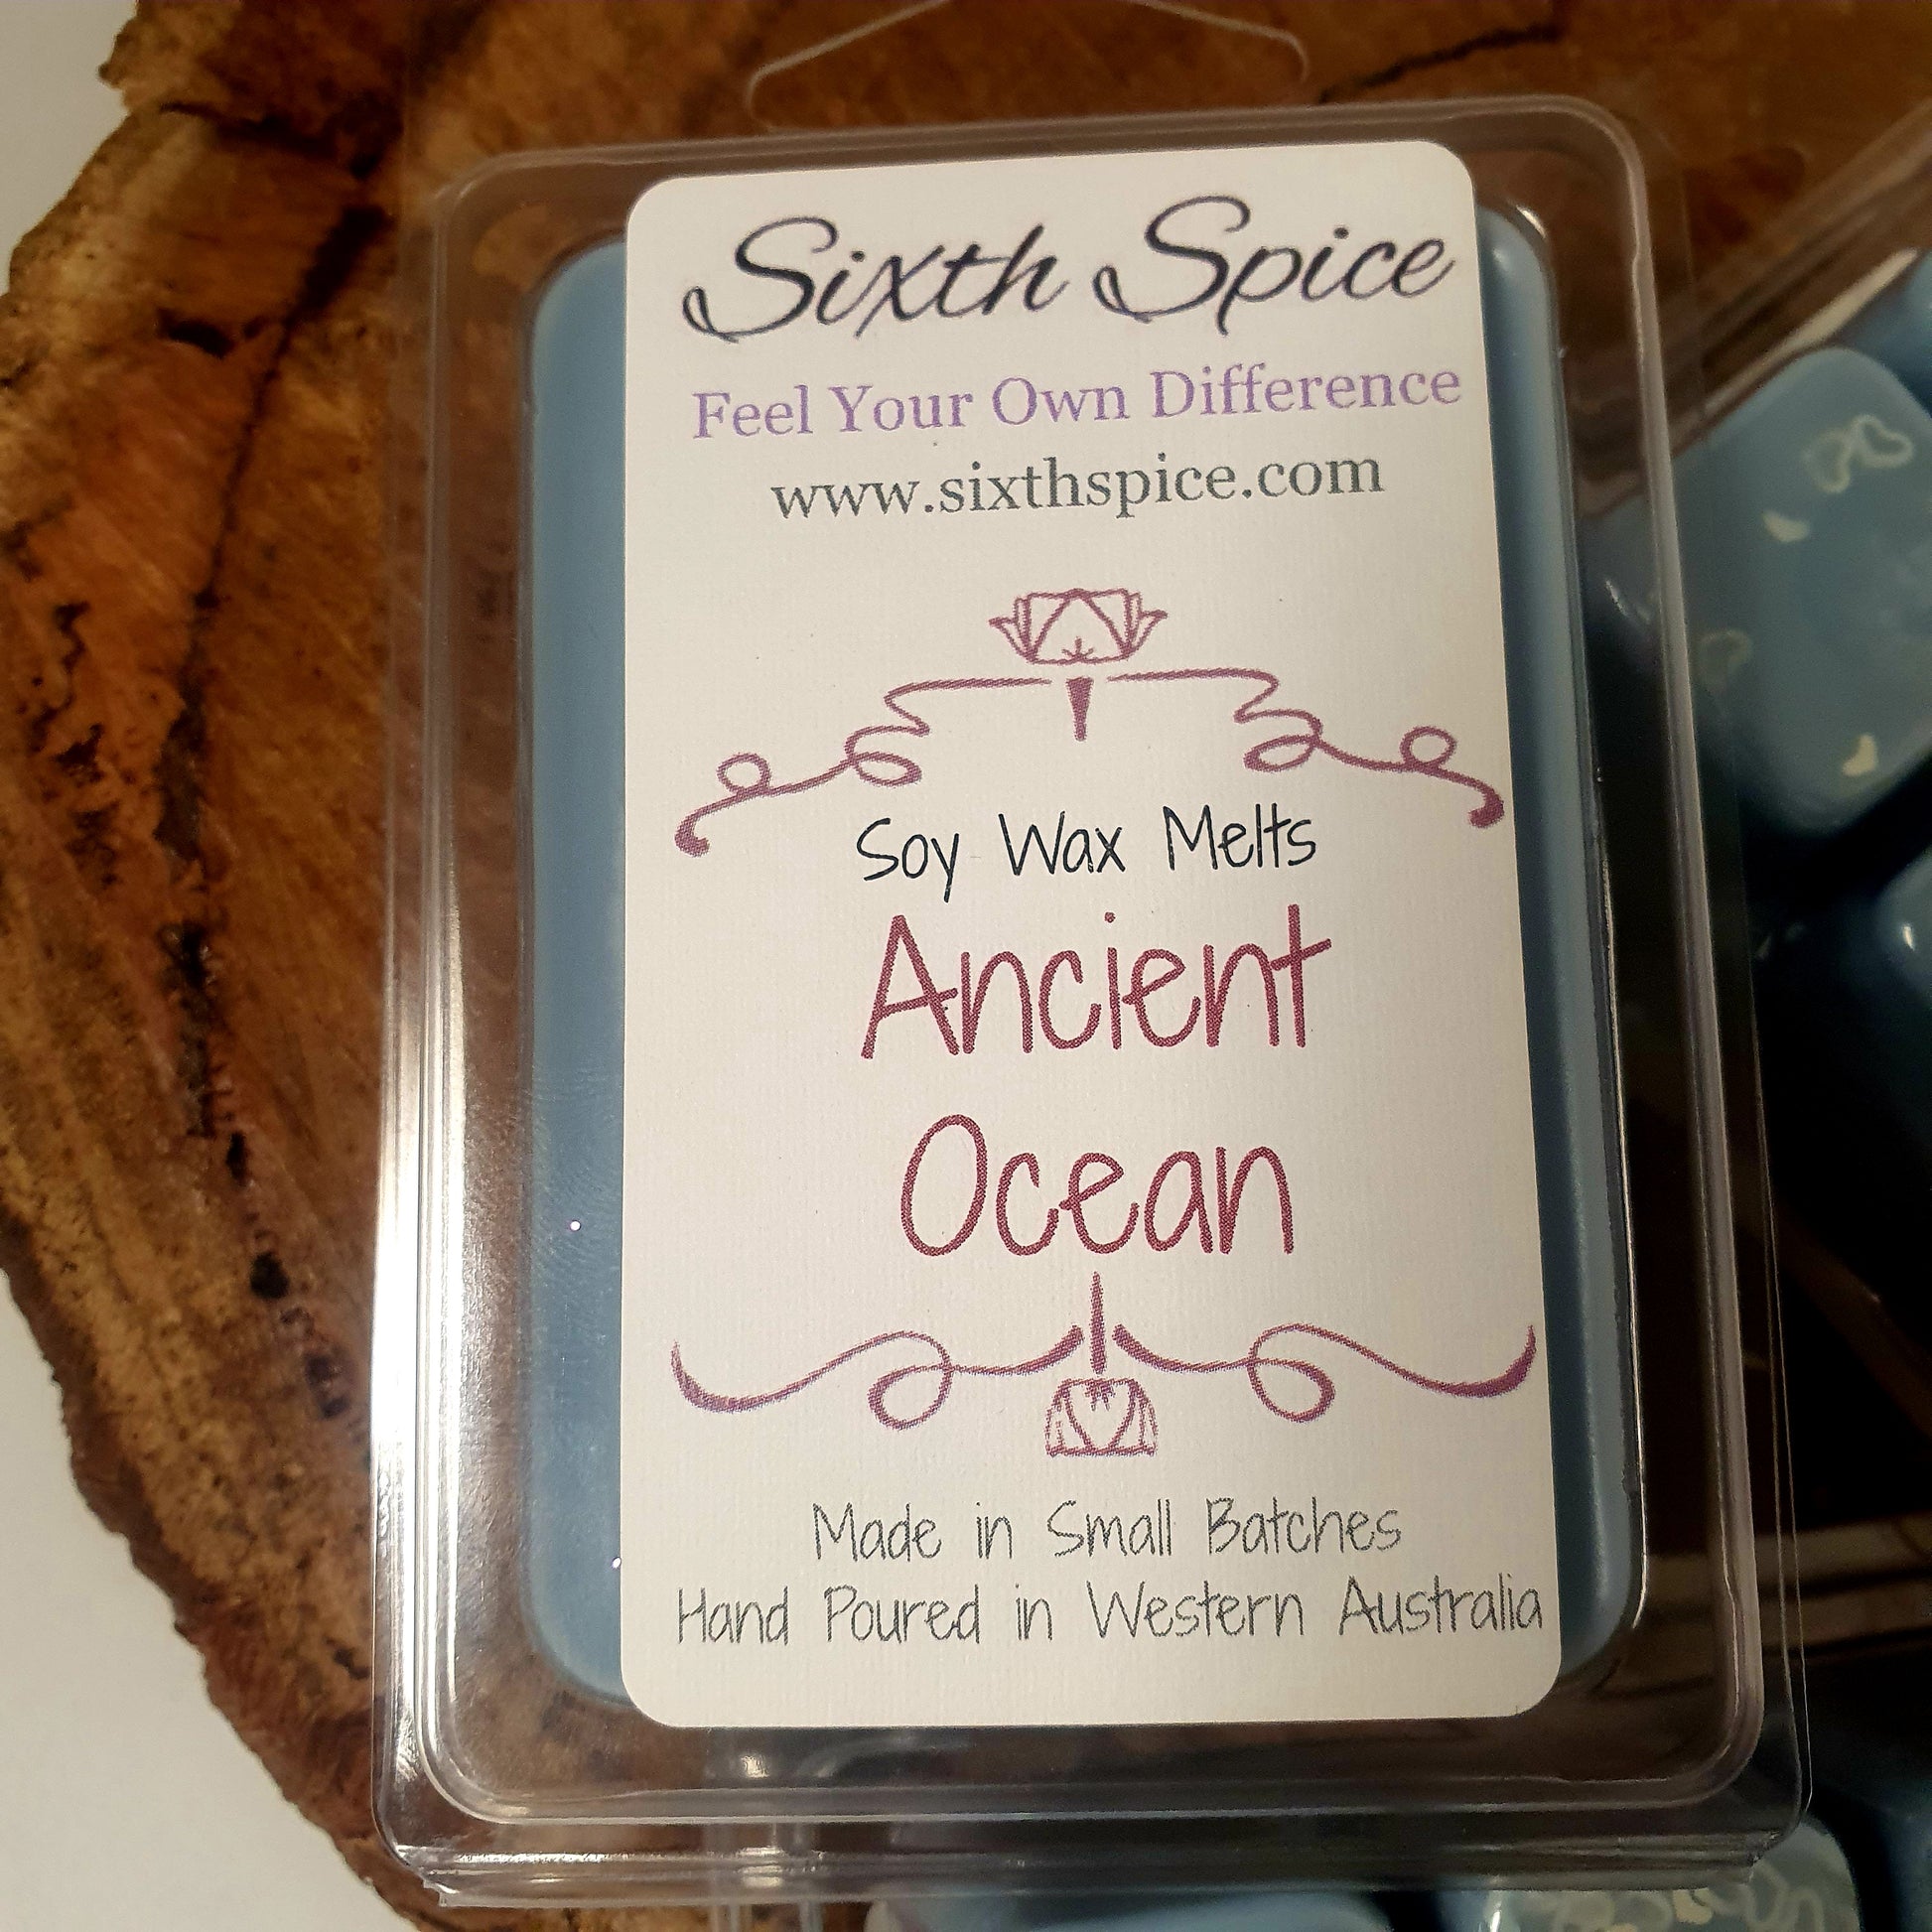 Sixth Spice
Feel Your Own Difference
www.sixthspice.com
Soy Wax Melts
Ancient
Ocean
Made in Small Batches
Hand Poured in Western Australia